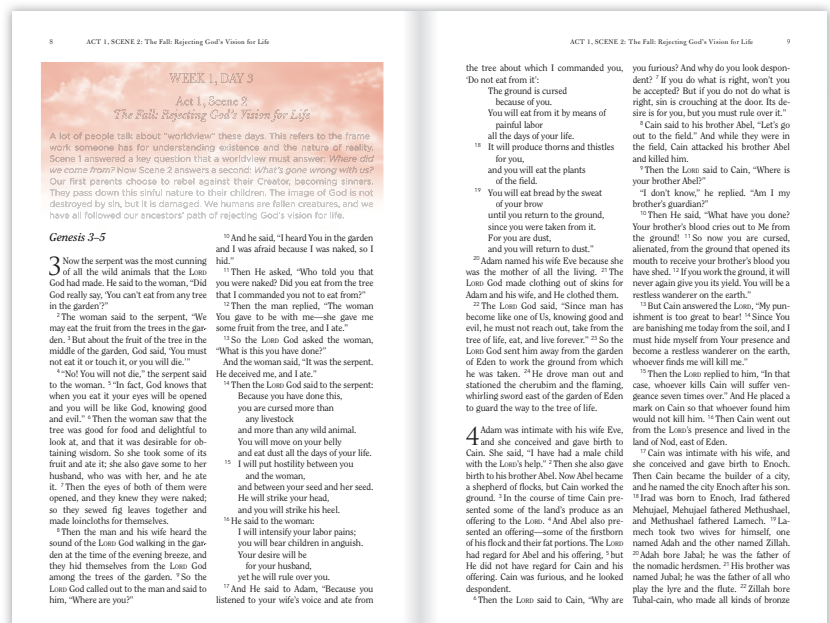 8 ACT 1, SCENE 2: The Fall: Rejecting God's Vision for Life
WEEK 1, DAY 3
Act 1, Scene 2
The Fall: Rejecting God's Vision for Life
A lot of people talk about "worldview" these days. This refers to the frame
work someone has for understanding existence and the nature of reality.
Scene 1 answered a key question that a worldview must answer: Where did
we come from? Now Scene 2 answers a second: What's gone wrong with us?
Our first parents choose to rebel against their Creator, becoming sinners.
They pass down this sinful nature to their children. The image of God is not
destroyed by sin, but it is damaged. We humans are fallen creatures, and we
have all followed our ancestors' path of rejecting God's vision for life.
Genesis 3–5
3 Now the serpent was the most cunning
of all the wild animals that the LORD
God had made. He said to the woman, "Did
God really say, 'You can't eat from any tree
in the garden'?"
2 The woman said to the serpent, "We
may eat the fruit from the trees in the gar-
den. 3 But about the fruit of the tree in the
middle of the garden, God said, 'You must
not eat it or touch it, or you will die.'"
4 "No! You will not die," the serpent said
to the woman. 5 "In fact, God knows that
when you eat it your eyes will be opened
and you will be like God, knowing good
and evil." 6 Then the woman saw that the
tree was good for food and delightful to
look at, and that it was desirable for ob-
taining wisdom. So she took some of its
fruit and ate it; she also gave some to her
husband, who was with her, and he ate
it. 7 Then the eyes of both of them were
opened, and they knew they were naked;
so they sewed fig leaves together and
made loincloths for themselves.
8 Then the man and his wife heard the
sound of the LORD God walking in the gar-
den at the time of the evening breeze, and
they hid themselves from the LORD God
among the trees of the garden. 9 So the
LORD God called out to the man and said to
him, "Where are you?"
10 And he said, "I heard You in the garden
and I was afraid because I was naked, so I
hid."
11 Then He asked, "Who told you that
you were naked? Did you eat from the tree
that I commanded you not to eat from?"
12 Then the man replied, "The woman
You gave to be with me—she gave me
some fruit from the tree, and I ate."
13 So the LORD God asked the woman,
"What is this you have done?"
And the woman said, "It was the serpent.
He deceived me, and I ate."
14 Then the LORD God said to the serpent:
Because you have done this,
you are cursed more than
any livestock
and more than any wild animal.
You will move on your belly
and eat dust all the days of your life.
15 I will put hostility between you
and the woman,
and between your seed and her seed.
He will strike your head,
and you will strike his heel.
16 He said to the woman:
I will intensify your labor pains;
you will bear children in anguish.
Your desire will be
for your husband,
yet he will rule over you.
17 And He said to Adam, "Because you
listened to your wife's voice and ate from
ACT 1, SCENE 2: The Fall: Rejecting God's Vision for Life 9
the tree about which I commanded you,
'Do not eat from it':
The ground is cursed
because of you.
You will eat from it by means of
painful labor
all the days of your life.
18 It will produce thorns and thistles
for you,
and you will eat the plants
of the field.
19 You will eat bread by the sweat
of your brow
until you return to the ground,
since you were taken from it.
For you are dust,
and you will return to dust."
20 Adam named his wife Eve because she
was the mother of all the living. 21 The
LORD God made clothing out of skins for
Adam and his wife, and He clothed them.
22 The LORD God said, "Since man has
become like one of Us, knowing good and
evil, he must not reach out, take from the
tree of life, eat, and live forever." 23 So the
LORD God sent him away from the garden
of Eden to work the ground from which
he was taken. 24 He drove man out and
stationed the cherubim and the flaming,
whirling sword east of the garden of Eden
to guard the way to the tree of life.
4 Adam was intimate with his wife Eve,
and she conceived and gave birth to
Cain. She said, "I have had a male child
with the LORD's help." 2 Then she also gave
birth to his brother Abel. Now Abel became
a shepherd of flocks, but Cain worked the
ground. 3 In the course of time Cain pre-
sented some of the land's produce as an
offering to the LORD. 4 And Abel also pre-
sented an offering—some of the firstborn
of his flock and their fat portions. The LORD
had regard for Abel and his offering, 5 but
He did not have regard for Cain and his
offering. Cain was furious, and he looked
despondent.
6 Then the LORD said to Cain, "Why are
you furious? And why do you look despon-
dent? 7 If you do what is right, won't you
be accepted? But if you do not do what is
right, sin is crouching at the door. Its de-
sire is for you, but you must rule over it."
8 Cain said to his brother Abel, "Let's go
out to the field." And while they were in
the field, Cain attacked his brother Abel
and killed him.
9 Then the LORD said to Cain, "Where is
your brother Abel?"
"I don't know," he replied. "Am I my
brother's guardian?"
10 Then He said, "What have you done?
Your brother's blood cries out to Me from
the ground! 11 So now you are cursed,
alienated, from the ground that opened its
mouth to receive your brother's blood you
have shed. 12 If you work the ground, it will
never again give you its yield. You will be a
restless wanderer on the earth."
13 But Cain answered the LORD, "My pun-
ishment is too great to bear! 14 Since You
are banishing me today from the soil, and I
must hide myself from Your presence and
become a restless wanderer on the earth,
whoever finds me will kill me."
15 Then the LORD replied to him, "In that
case, whoever kills Cain will suffer ven-
geance seven times over." And He placed a
mark on Cain so that whoever found him
would not kill him. 16 Then Cain went out
from the LORD's presence and lived in the
land of Nod, east of Eden.
17 Cain was intimate with his wife, and
she conceived and gave birth to Enoch.
Then Cain became the builder of a city,
and he named the city Enoch after his son.
18 Irad was born to Enoch, Irad fathered
Mehujael, Mehujael fathered Methushael,
and Methushael fathered Lamech. 19 La-
mech took two wives for himself, one
named Adah and the other named Zillah.
20 Adah bore Jabal; he was the father of
the nomadic herdsmen. 21 His brother was
named Jubal; he was the father of all who
play the lyre and the flute. 22 Zillah bore
Tubal-cain, who made all kinds of bronze